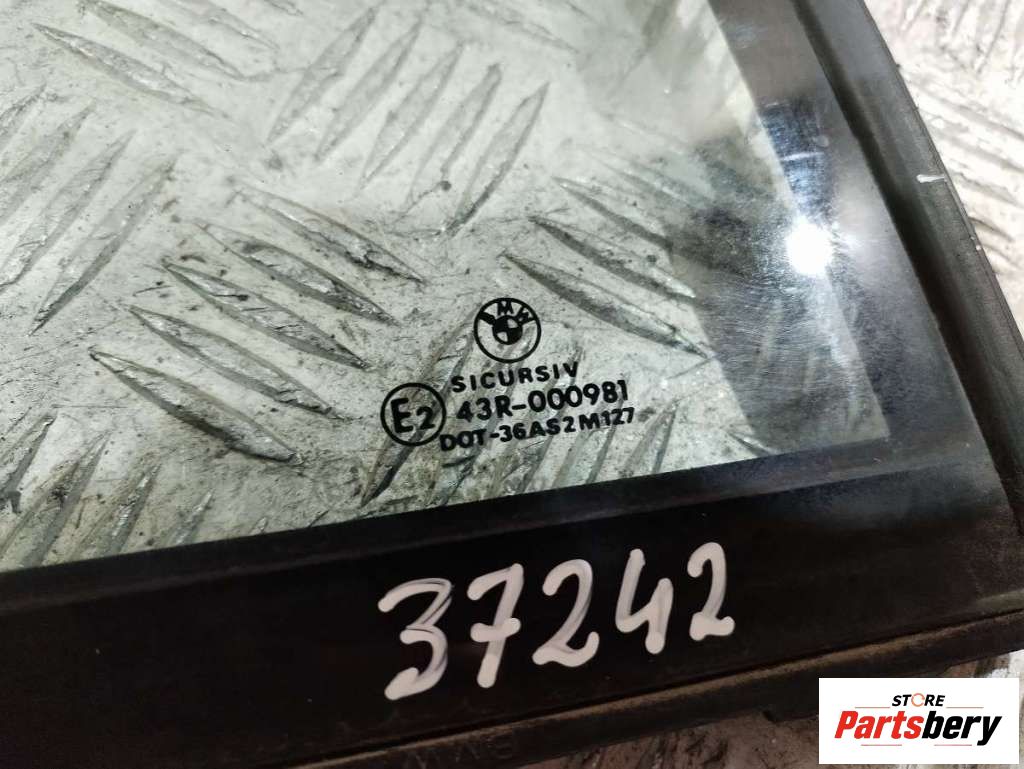 BMW
SICURSIV
E2 43R-000981
DOT-36AS2M127
37242
STORE
Partsbery